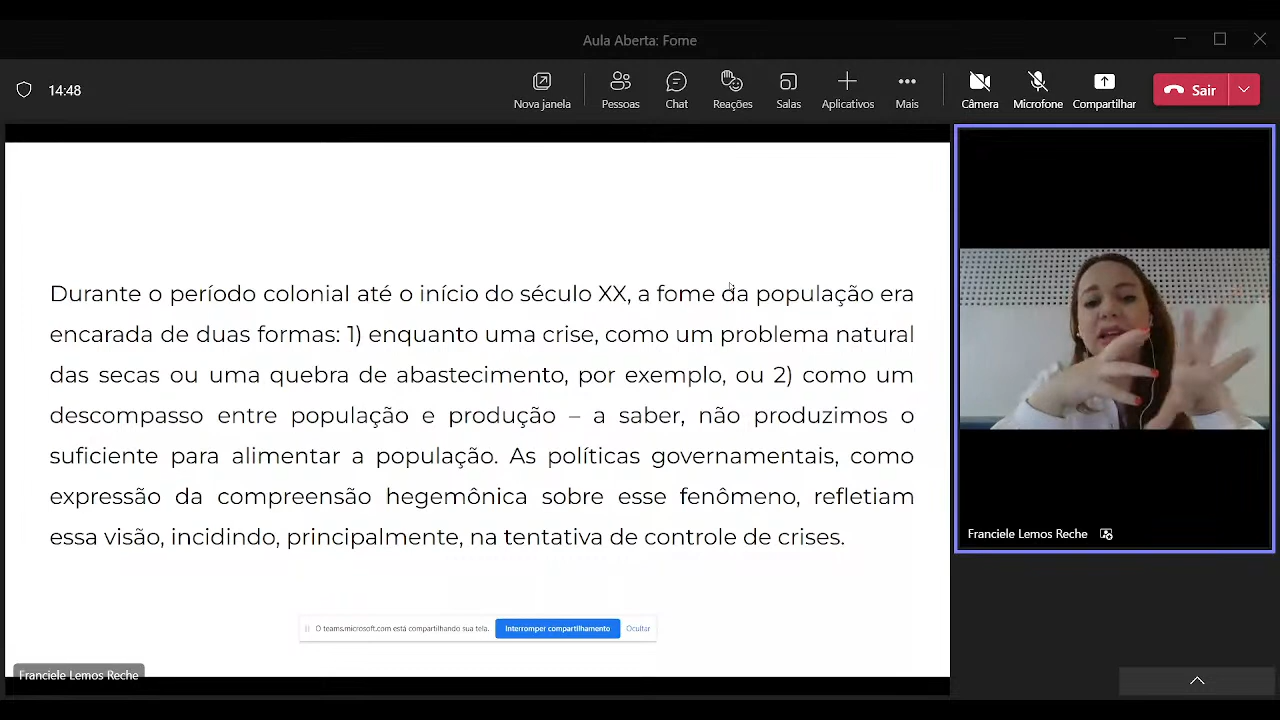 Aula Aberta: Fome
14:48
Nova janela
Pessoas
Chat
Reações
Salas
Aplicativos
Mais
Câmera
Microfone
Compartilhar
Sair
Durante o período colonial até o início do século XX, a fome da população era
encarada de duas formas: 1) enquanto uma crise, como um problema natural
das secas ou uma quebra de abastecimento, por exemplo, ou 2) como um
descompasso entre população e produção – a saber, não produzimos o
suficiente para alimentar a população. As políticas governamentais, como
expressão da compreensão hegemônica sobre esse fenômeno, refletiam
essa visão, incidindo, principalmente, na tentativa de controle de crises.
O teams.microsoft.com está compartilhando sua tela.
Interromper compartilhamento
Ocultar
Franciele Lemos Reche
Franciele Lemos Reche